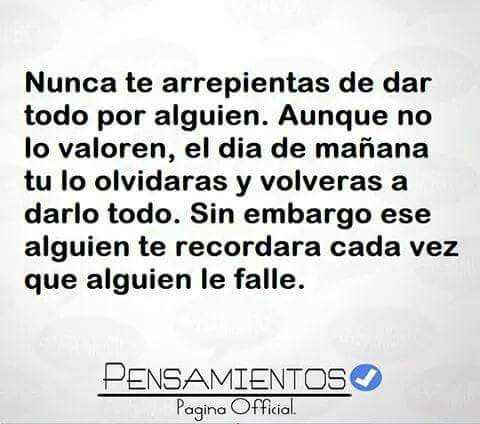 Nunca te arrepientas de dar
todo por alguien. Aunque no
lo valoren, el dia de mañana
tu lo olvidaras y volveras a
darlo todo. Sin embargo ese
alguien te recordara cada vez
que alguien le falle.
PENSAMIENTOS
Pagina Official.